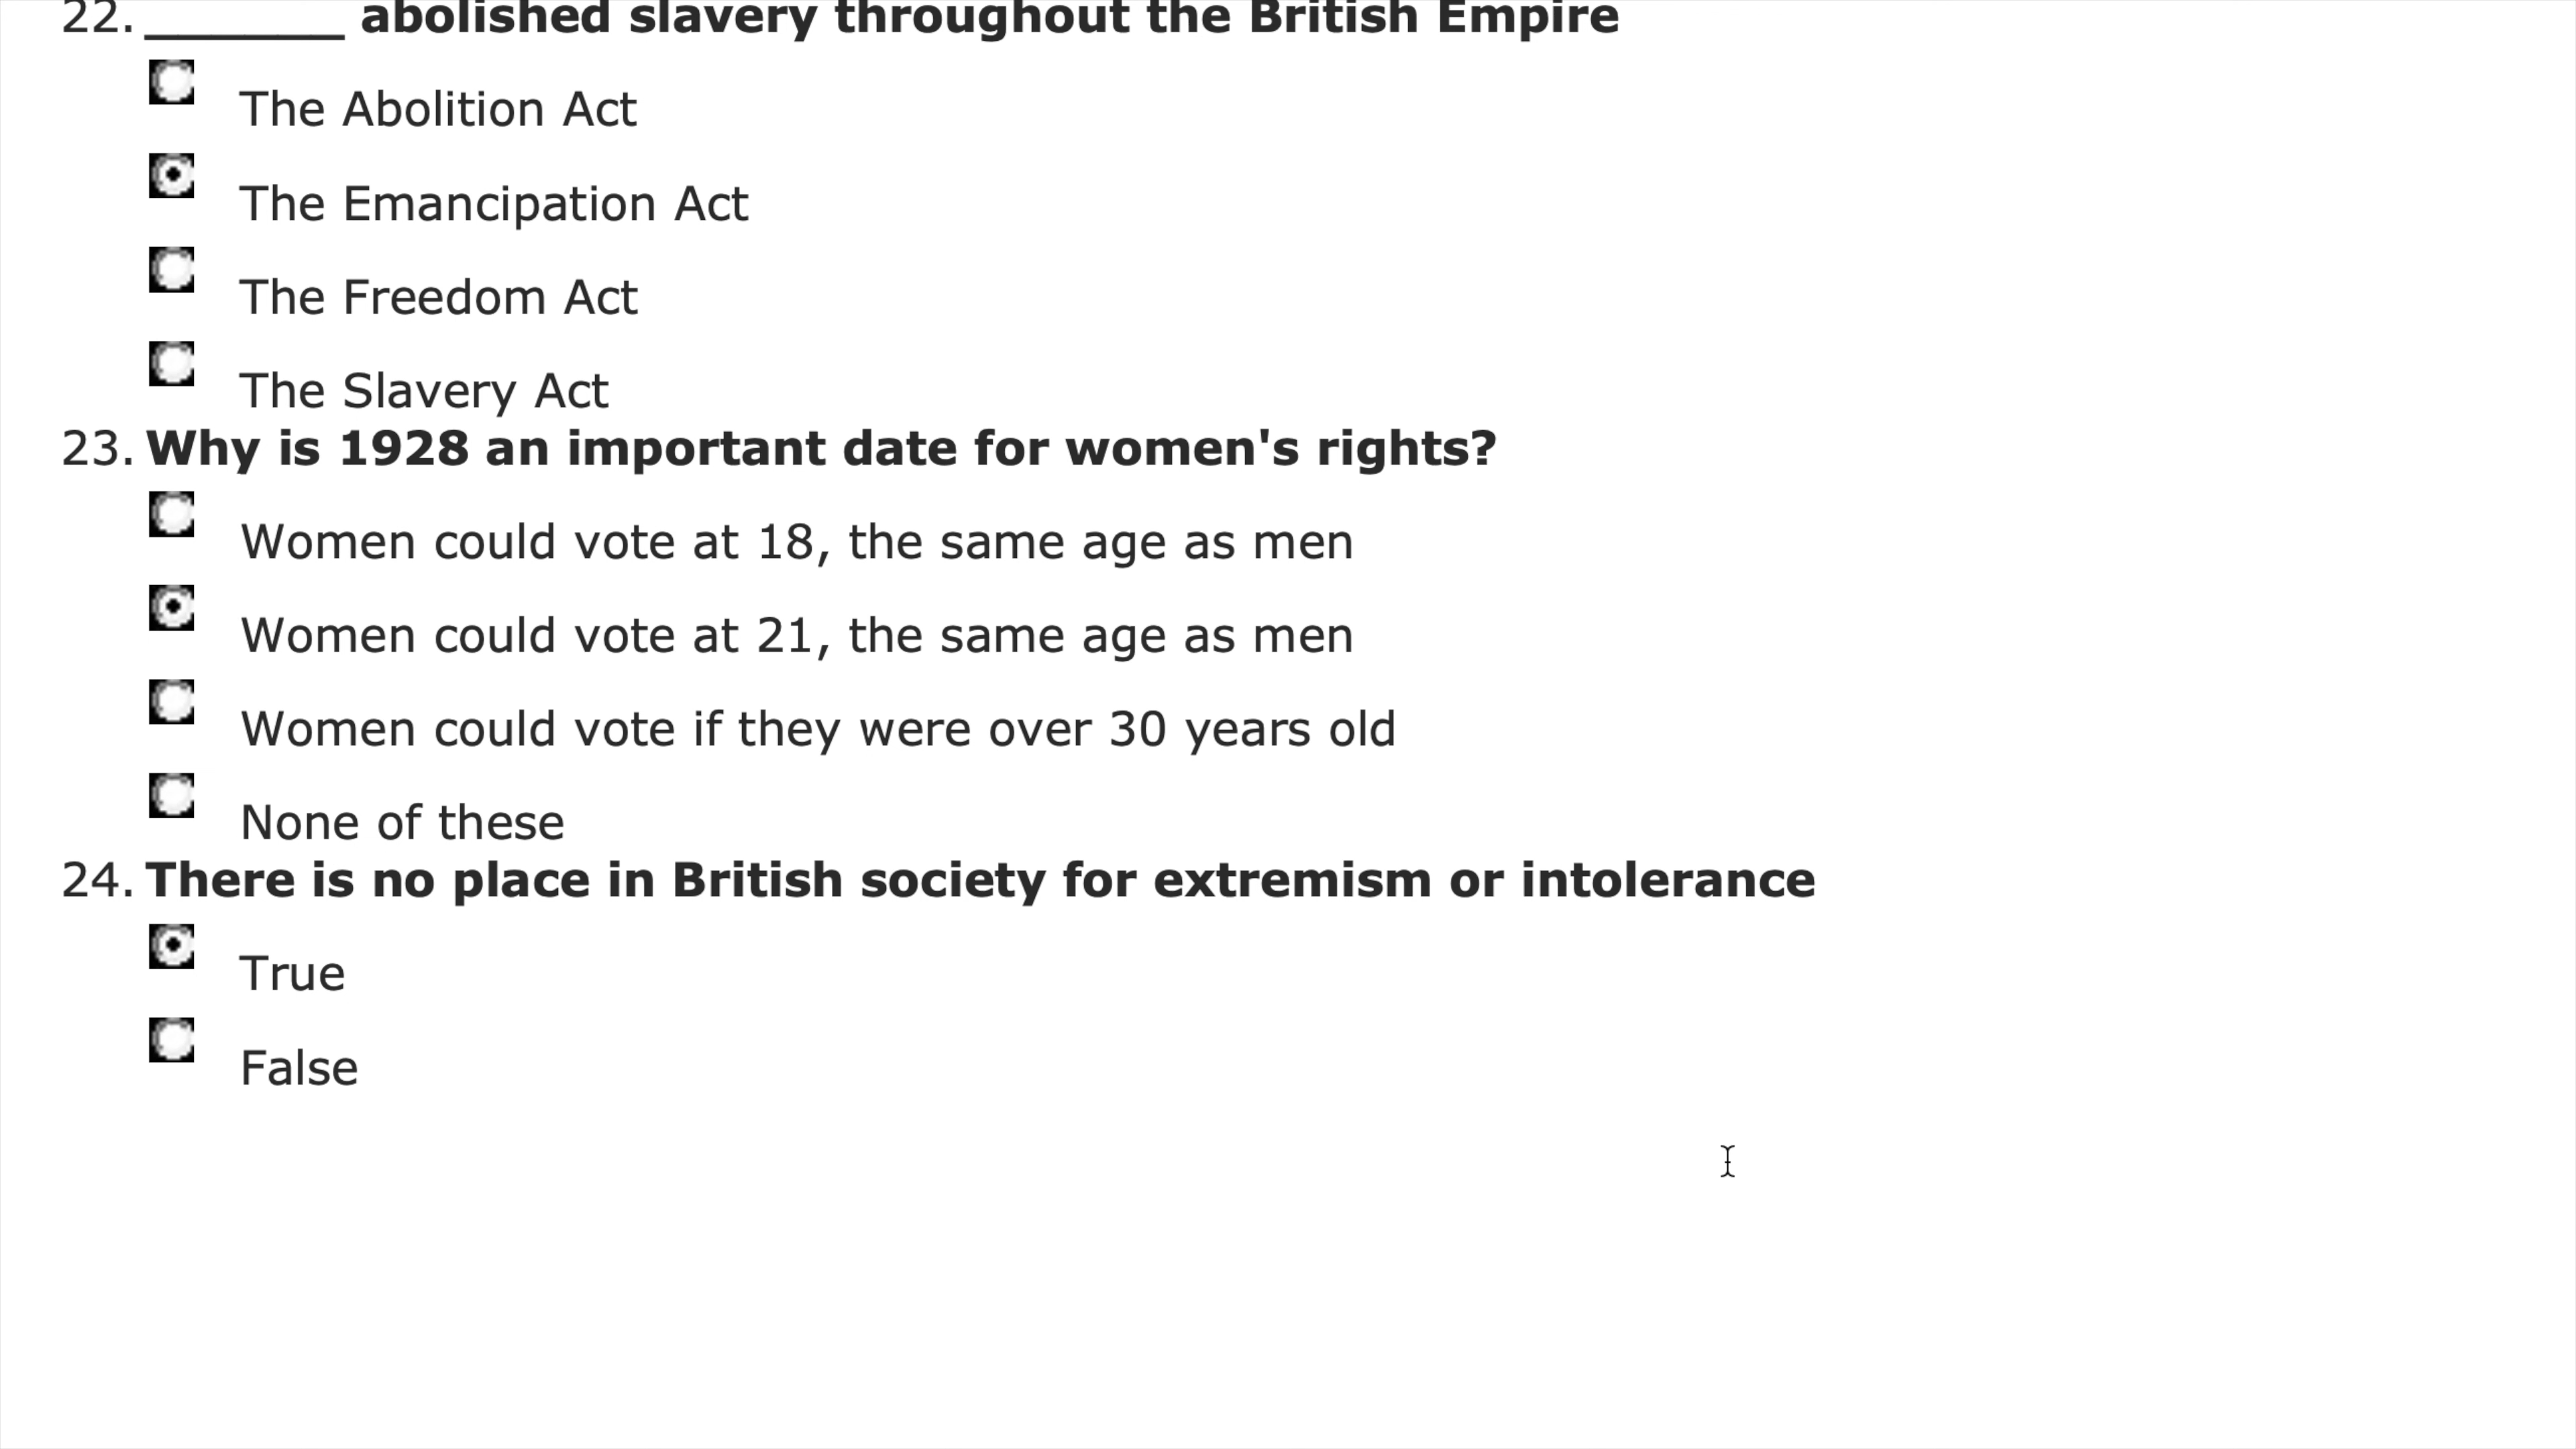 22. ______ abolished slavery throughout the British Empire
The Abolition Act
The Emancipation Act
The Freedom Act
The Slavery Act
23. Why is 1928 an important date for women's rights?
Women could vote at 18, the same age as men
Women could vote at 21, the same age as men
Women could vote if they were over 30 years old
None of these
24. There is no place in British society for extremism or intolerance
True
False